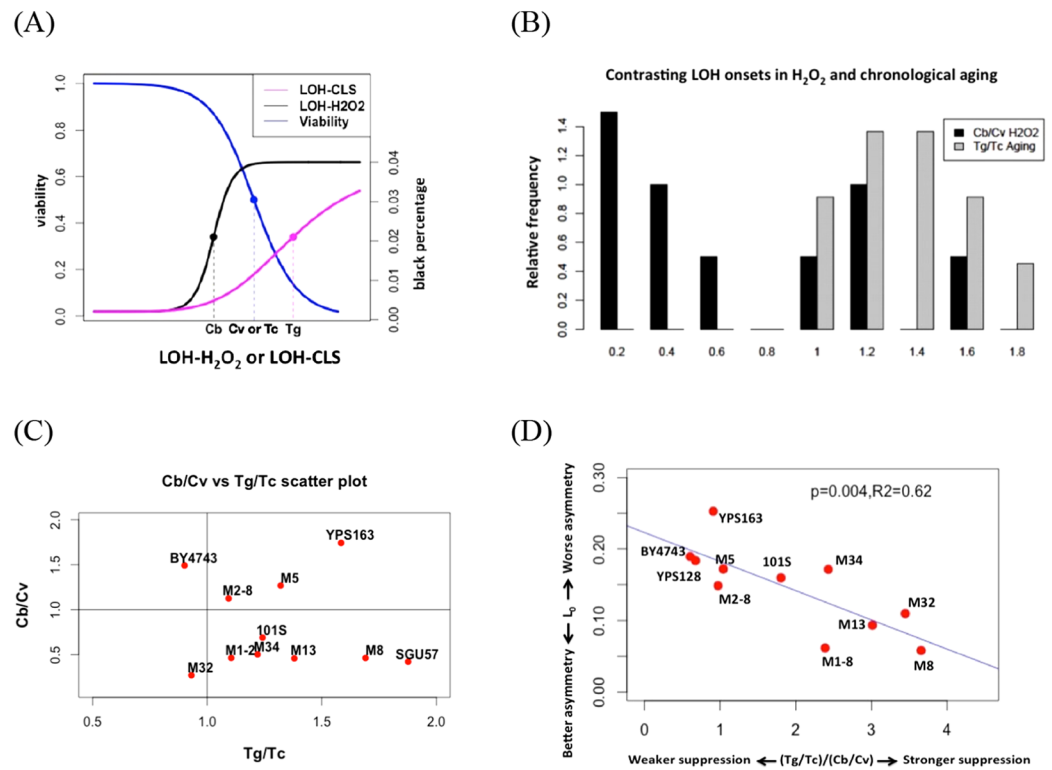 (A)
LOH-CLS
LOH-H2O2
Viability
viability
0.0
0.2
0.4
0.6
0.8
1.0
black percentage
0.00
0.01
0.02
0.03
0.04
Cb Cv or Tc Tg
LOH-H₂O₂ or LOH-CLS
(B)
Contrasting LOH onsets in H₂O₂ and chronological aging
Cb/Cv H2O2
Tg/Tc Aging
Relative frequency
0.0
0.2
0.4
0.6
0.8
1.0
1.2
1.4
0.2 0.4 0.6 0.8 1 1.2 1.4 1.6 1.8
(C)
Cb/Cv vs Tg/Tc scatter plot
Cb/Cv
2.0
1.5
1.0
0.5
YPS163
BY4743
M5
M2-8
101S
M1-2
M34
M13
M8
SGU57
M32
0.5 1.0 1.5 2.0
Tg/Tc
(D)
Better asymmetry ← L₀ → Worse asymmetry
0.30
0.20
0.10
0.00
p=0.004,R2=0.62
YPS163
BY4743
YPS128
M5
101S
M34
M2-8
M32
M13
M1-8
M8
0 1 2 3 4
Weaker suppression ← (Tg/Tc)/(Cb/Cv) → Stronger suppression